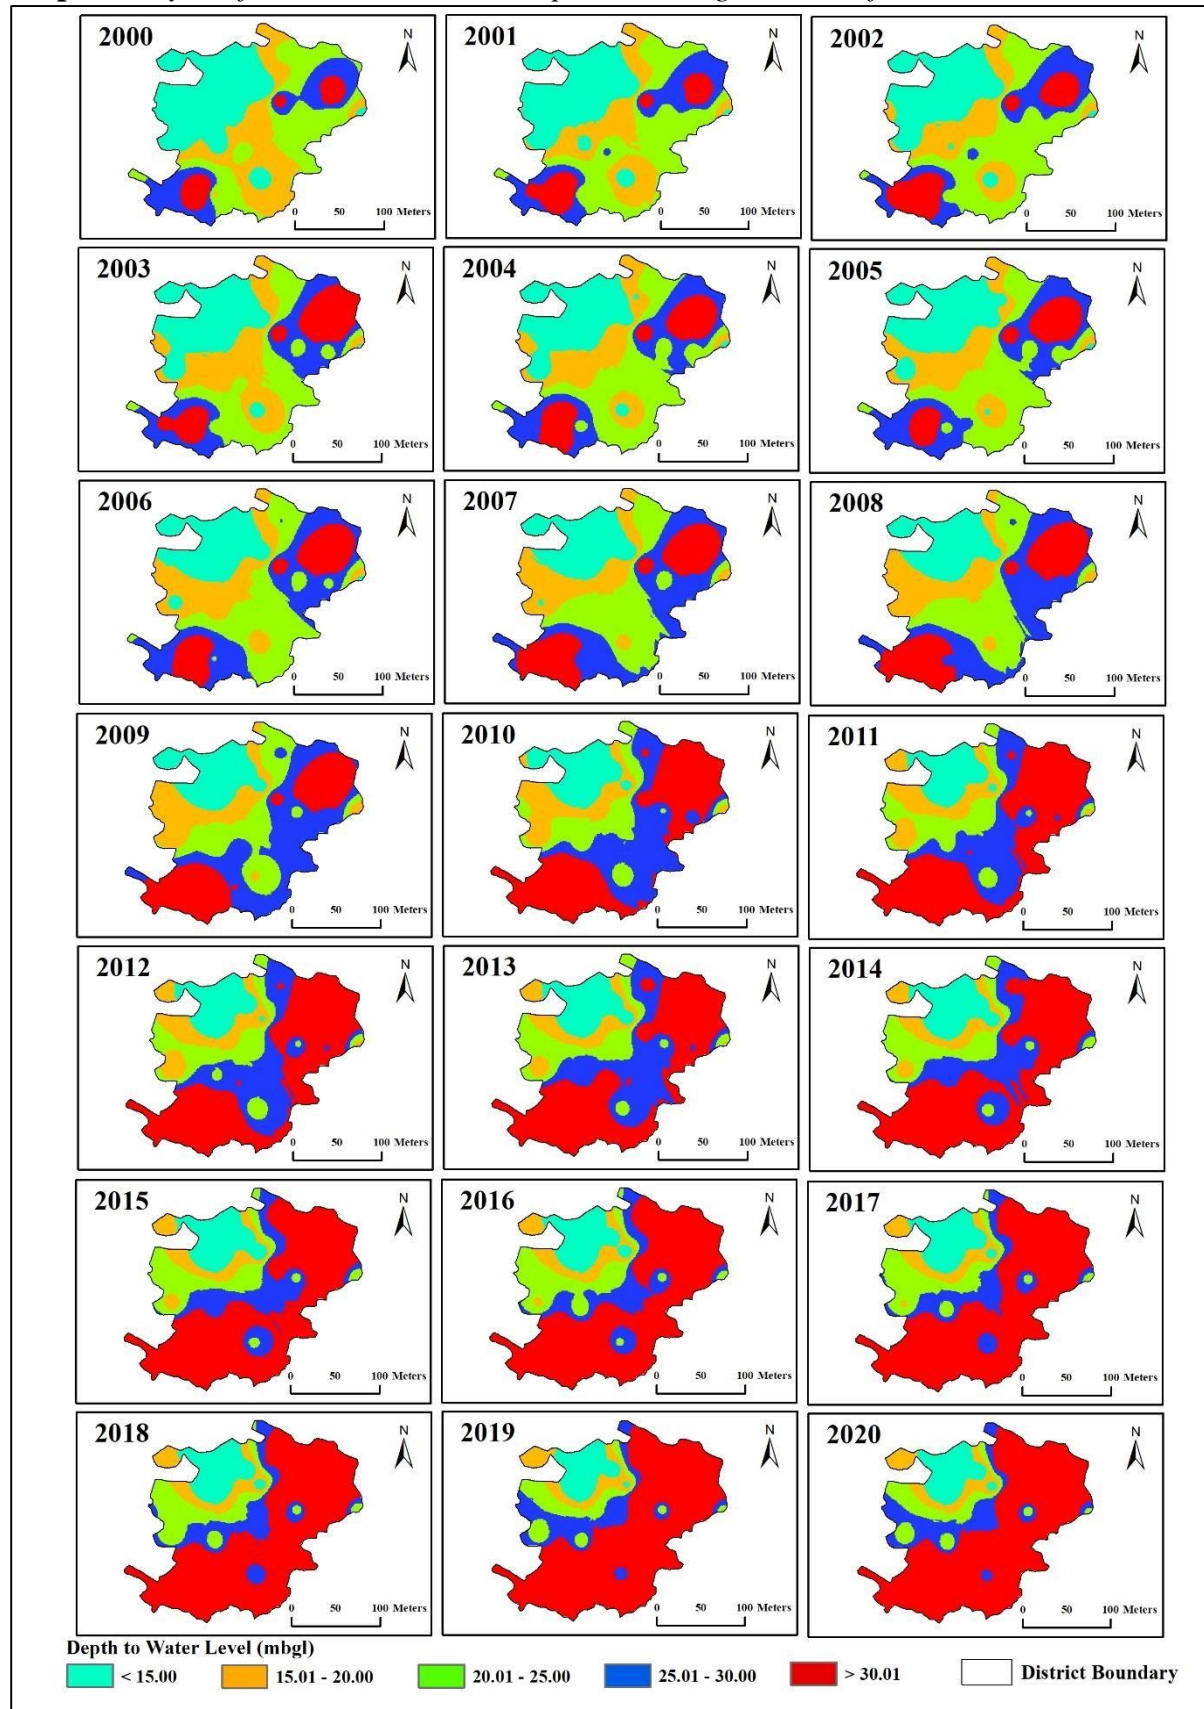 2000
N
0 50 100 Meters
2001
N
0 50 100 Meters
2002
N
0 50 100 Meters
2003
N
0 50 100 Meters
2004
N
0 50 100 Meters
2005
N
0 50 100 Meters
2006
N
0 50 100 Meters
2007
N
0 50 100 Meters
2008
N
0 50 100 Meters
2009
N
0 50 100 Meters
2010
N
0 50 100 Meters
2011
N
0 50 100 Meters
2012
N
0 50 100 Meters
2013
N
0 50 100 Meters
2014
N
0 50 100 Meters
2015
N
0 50 100 Meters
2016
N
0 50 100 Meters
2017
N
0 50 100 Meters
2018
N
0 50 100 Meters
2019
N
0 50 100 Meters
2020
N
0 50 100 Meters
Depth to Water Level (mbgl)
< 15.00 15.01 - 20.00 20.01 - 25.00 25.01 - 30.00 > 30.01 District Boundary